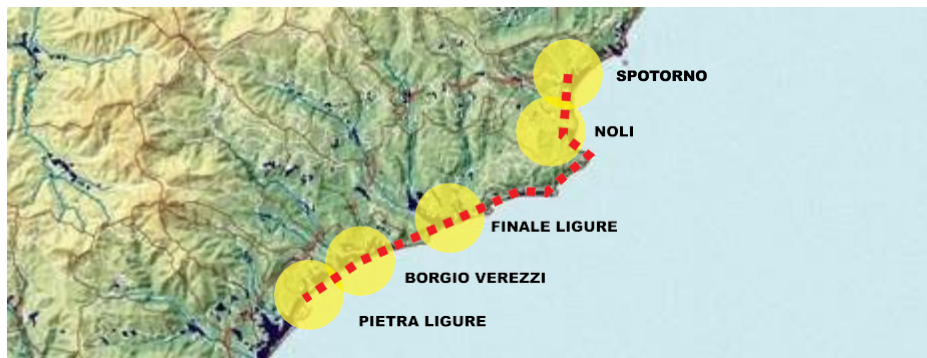 SPOTORNO
NOLI
FINALE LIGURE
BORGIO VEREZZI
PIETRA LIGURE